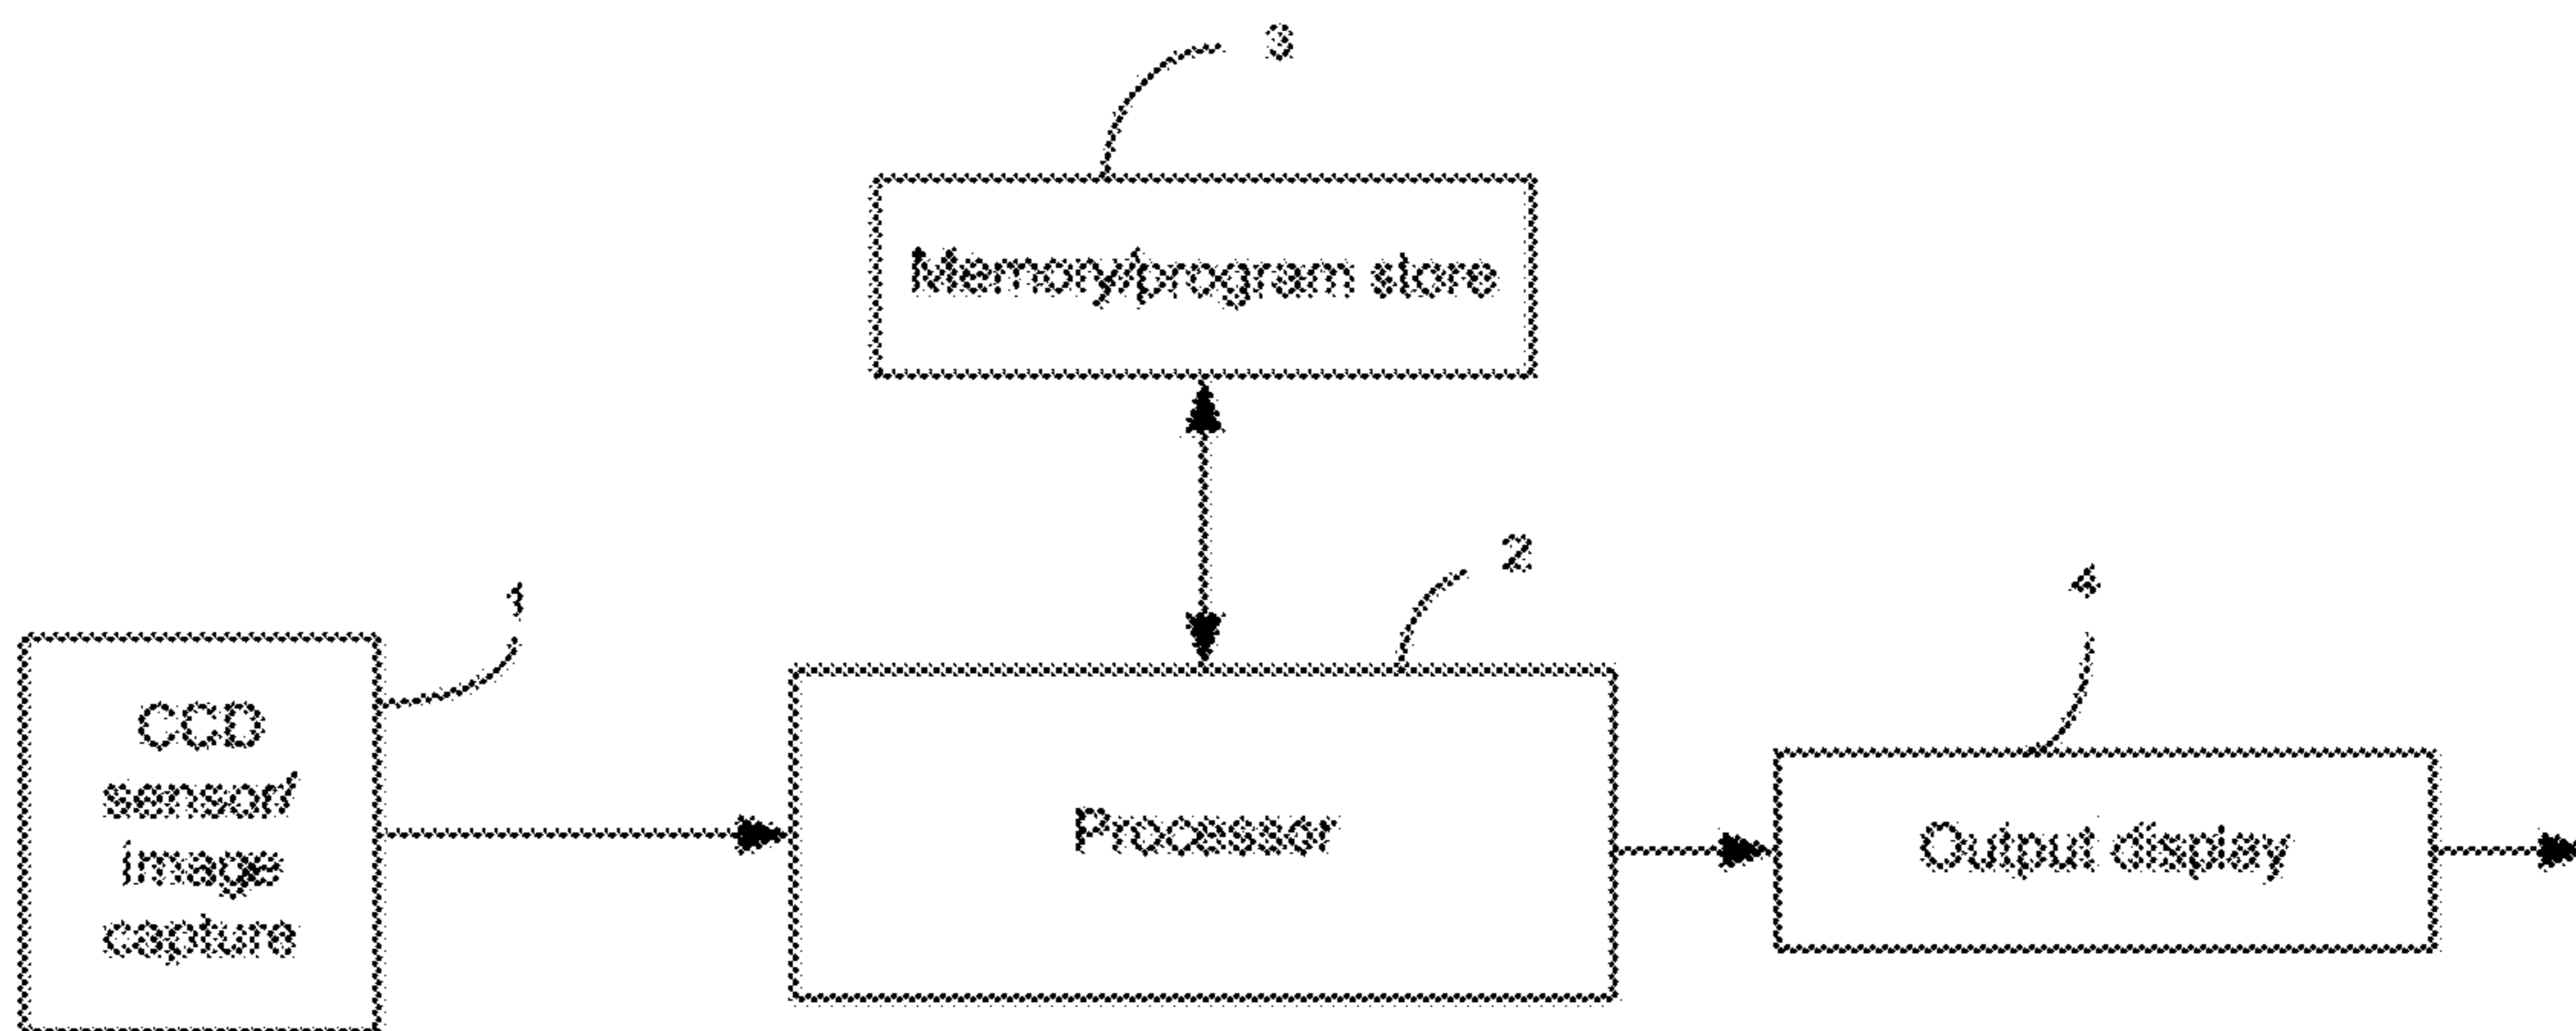 3
Memory/program store
2
1
4
CCD
sensor/
image
capture
Processor
Output display